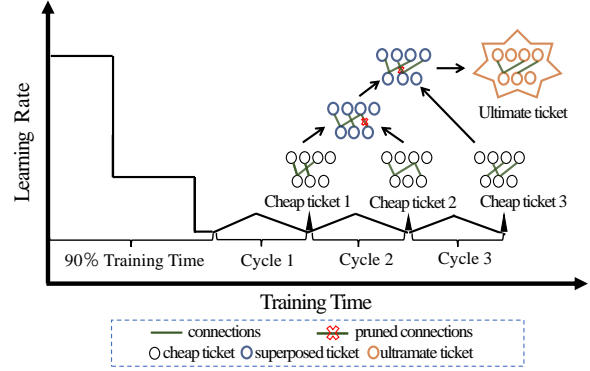 Learning Rate
Ultimate ticket
Cheap ticket 1
Cheap ticket 2
Cheap ticket 3
90% Training Time
Cycle 1
Cycle 2
Cycle 3
Training Time
connections
pruned connections
cheap ticket
superposed ticket
ultramate ticket